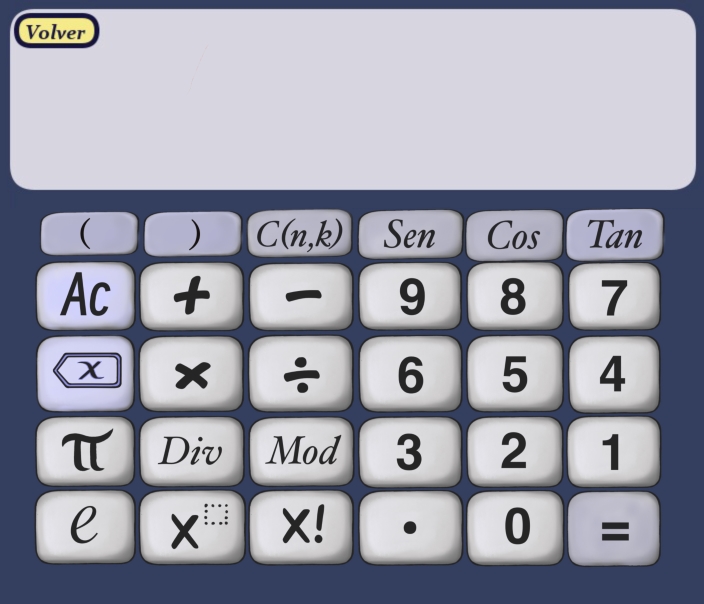 Volver
( ) C(n,k) Sen Cos Tan
Ac + − 9 8 7
x × ÷ 6 5 4
π Div Mod 3 2 1
e x X! . 0 =